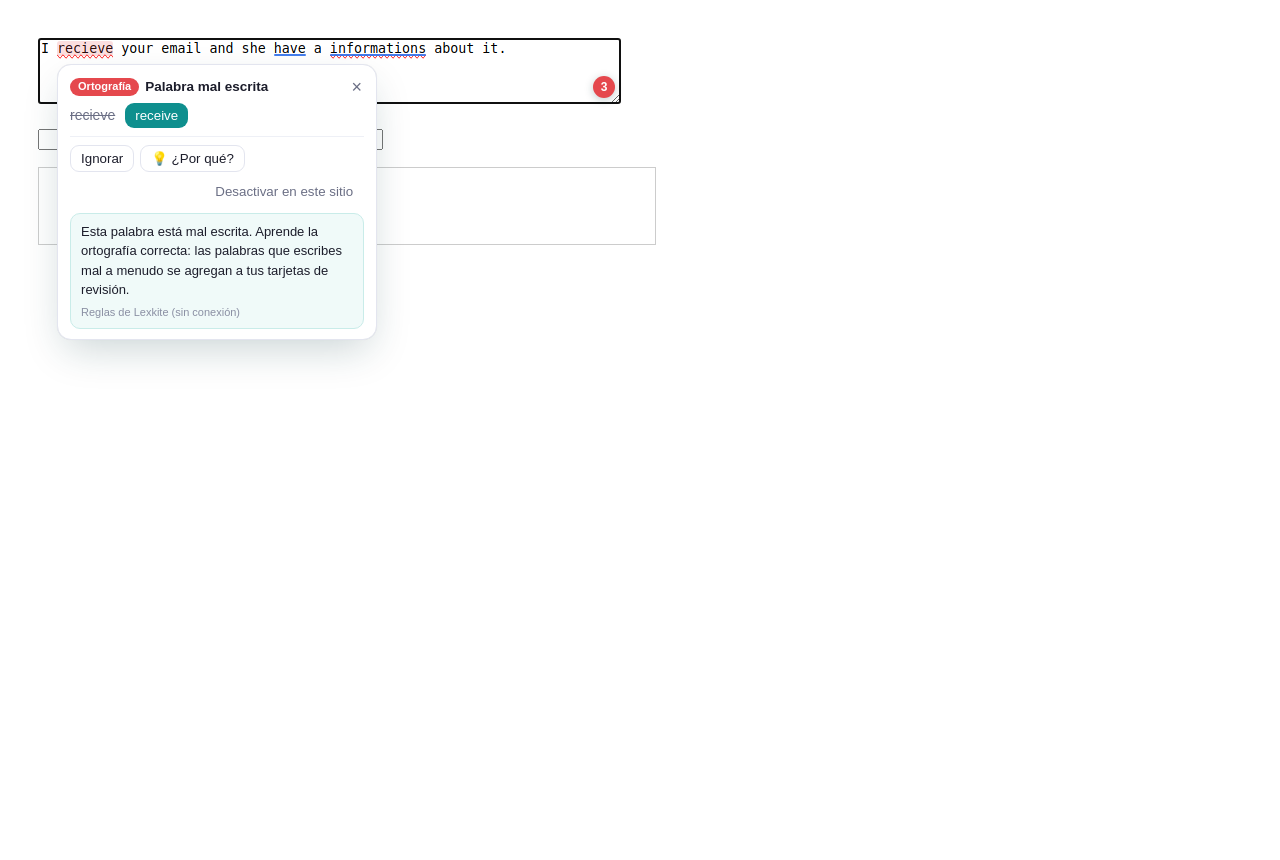 I recieve your email and she have a informations about it.
3
Ortografía Palabra mal escrita ×
recieve receive
Ignorar 💡 ¿Por qué?
Desactivar en este sitio
Esta palabra está mal escrita. Aprende la
ortografía correcta: las palabras que escribes
mal a menudo se agregan a tus tarjetas de
revisión.
Reglas de Lexkite (sin conexión)